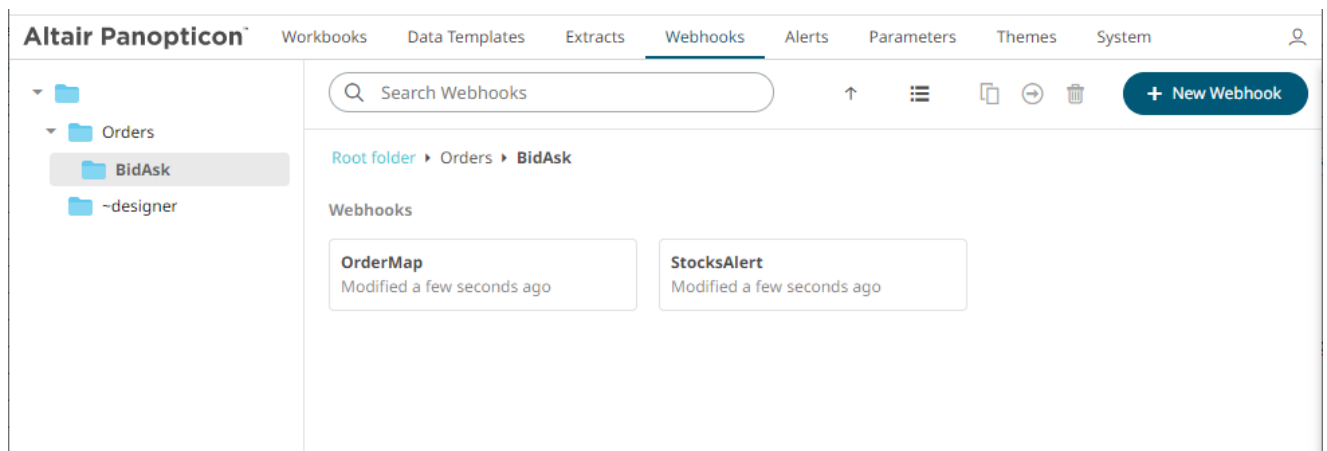 Altair Panopticon™ Workbooks Data Templates Extracts Webhooks Alerts Parameters Themes System
Search Webhooks + New Webhook
Orders
BidAsk
~designer
Root folder ▸ Orders ▸ BidAsk
Webhooks
OrderMap
Modified a few seconds ago
StocksAlert
Modified a few seconds ago